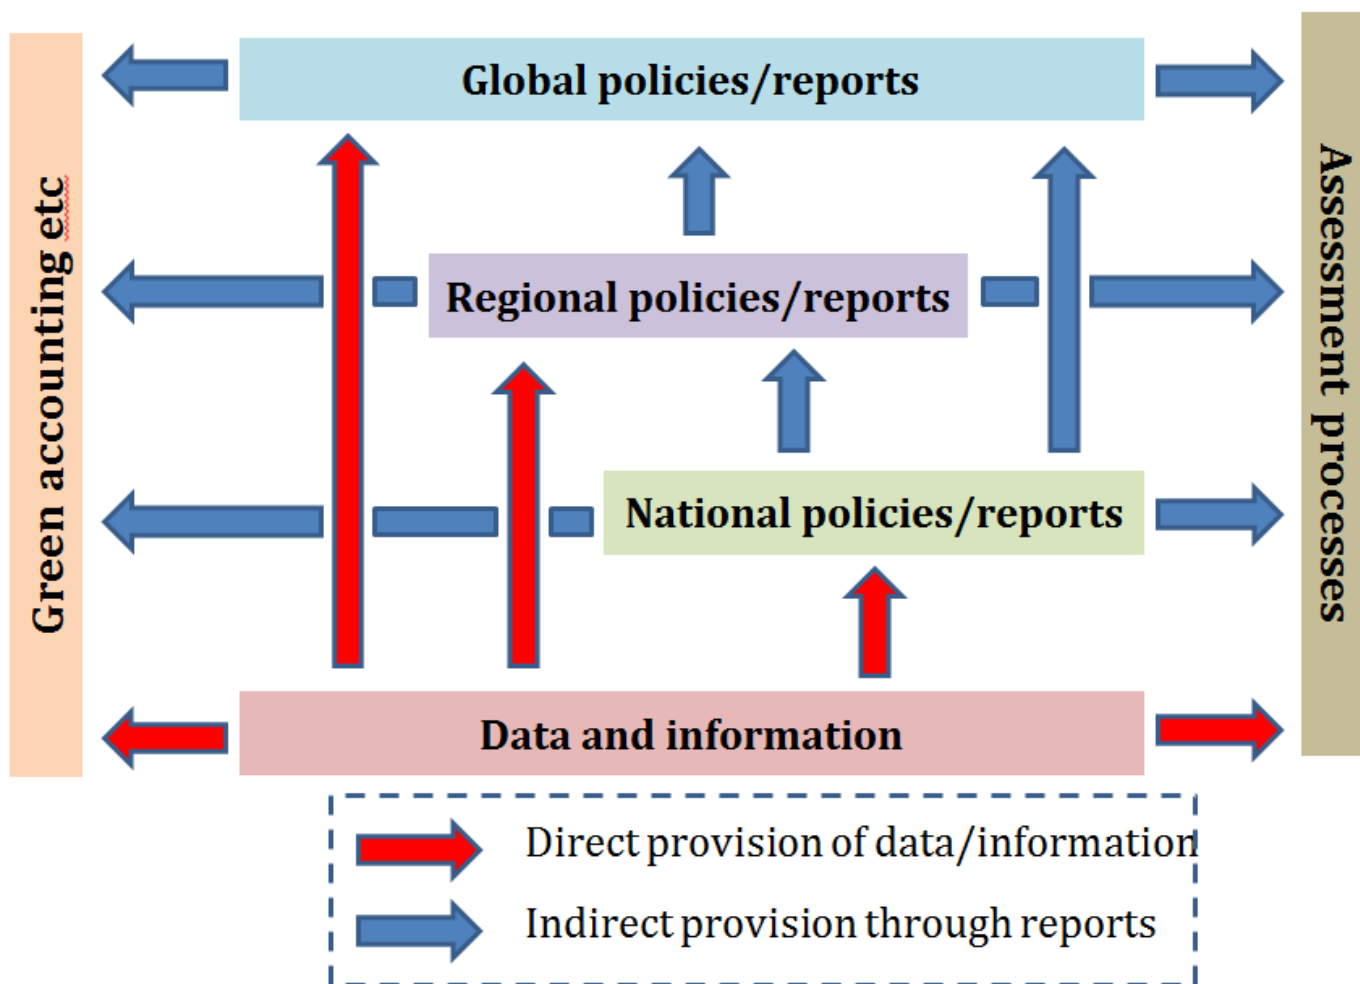 Global policies/reports
Green accounting etc
Assessment processes
Regional policies/reports
National policies/reports
Data and information
Direct provision of data/information
Indirect provision through reports